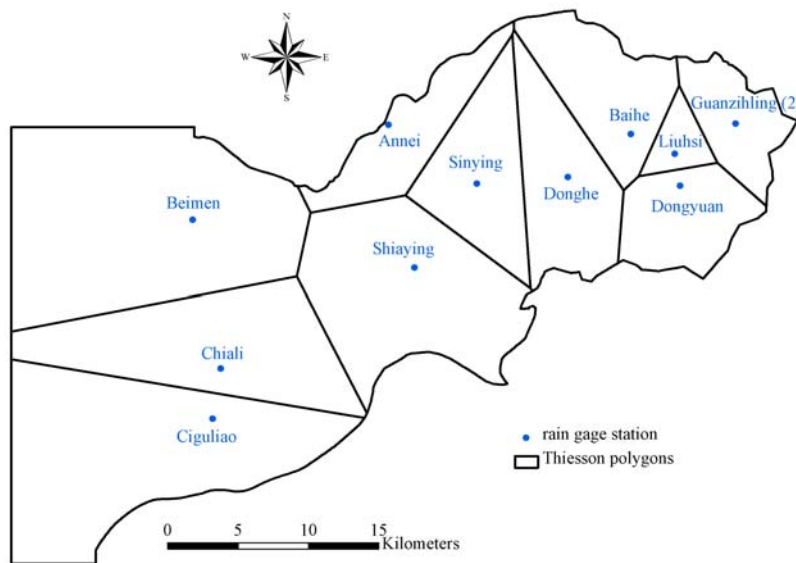 N
W
E
S
Guanzihling (2
Baihe
Annei
Liuhsi
Sinying
Donghe
Dongyuan
Beimen
Shiaying
Chiali
Ciguliao
rain gage station
Thiesson polygons
0 5 10 15
Kilometers